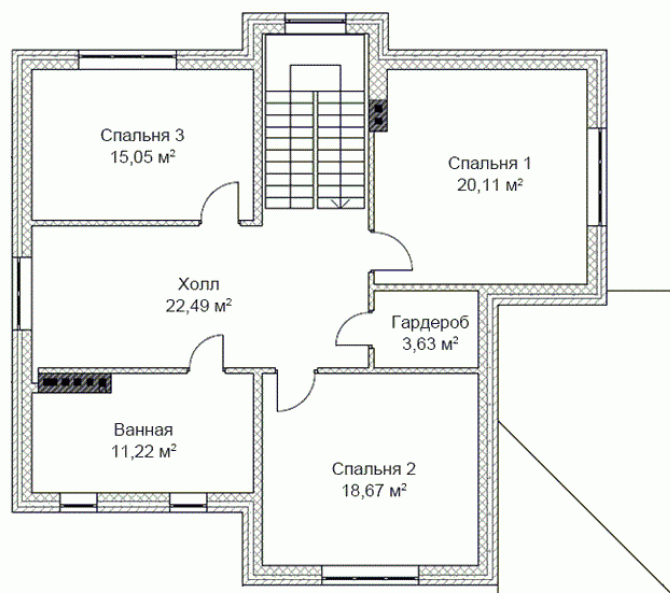 Спальня 3
15,05 м²
Спальня 1
20,11 м²
Холл
22,49 м²
Гардероб
3,63 м²
Ванная
11,22 м²
Спальня 2
18,67 м²